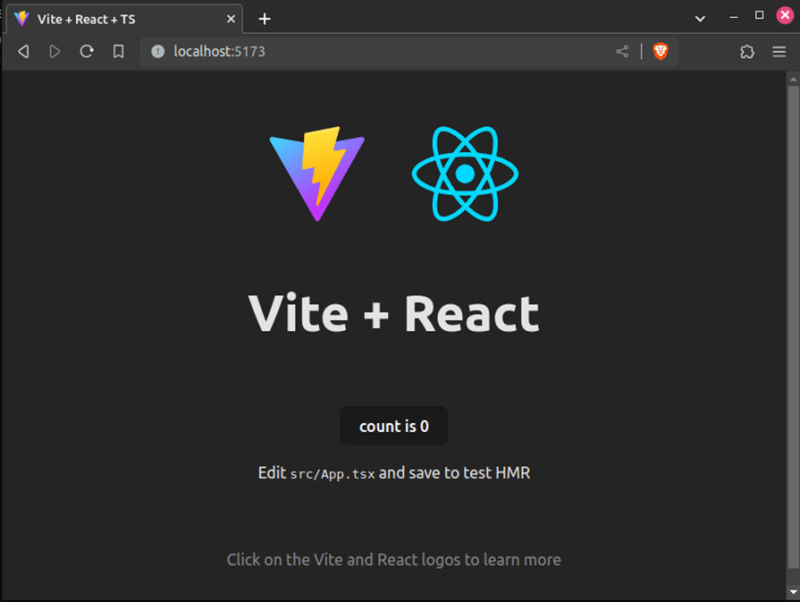 Vite + React + TS
localhost:5173
Vite + React
count is 0
Edit src/App.tsx and save to test HMR
Click on the Vite and React logos to learn more